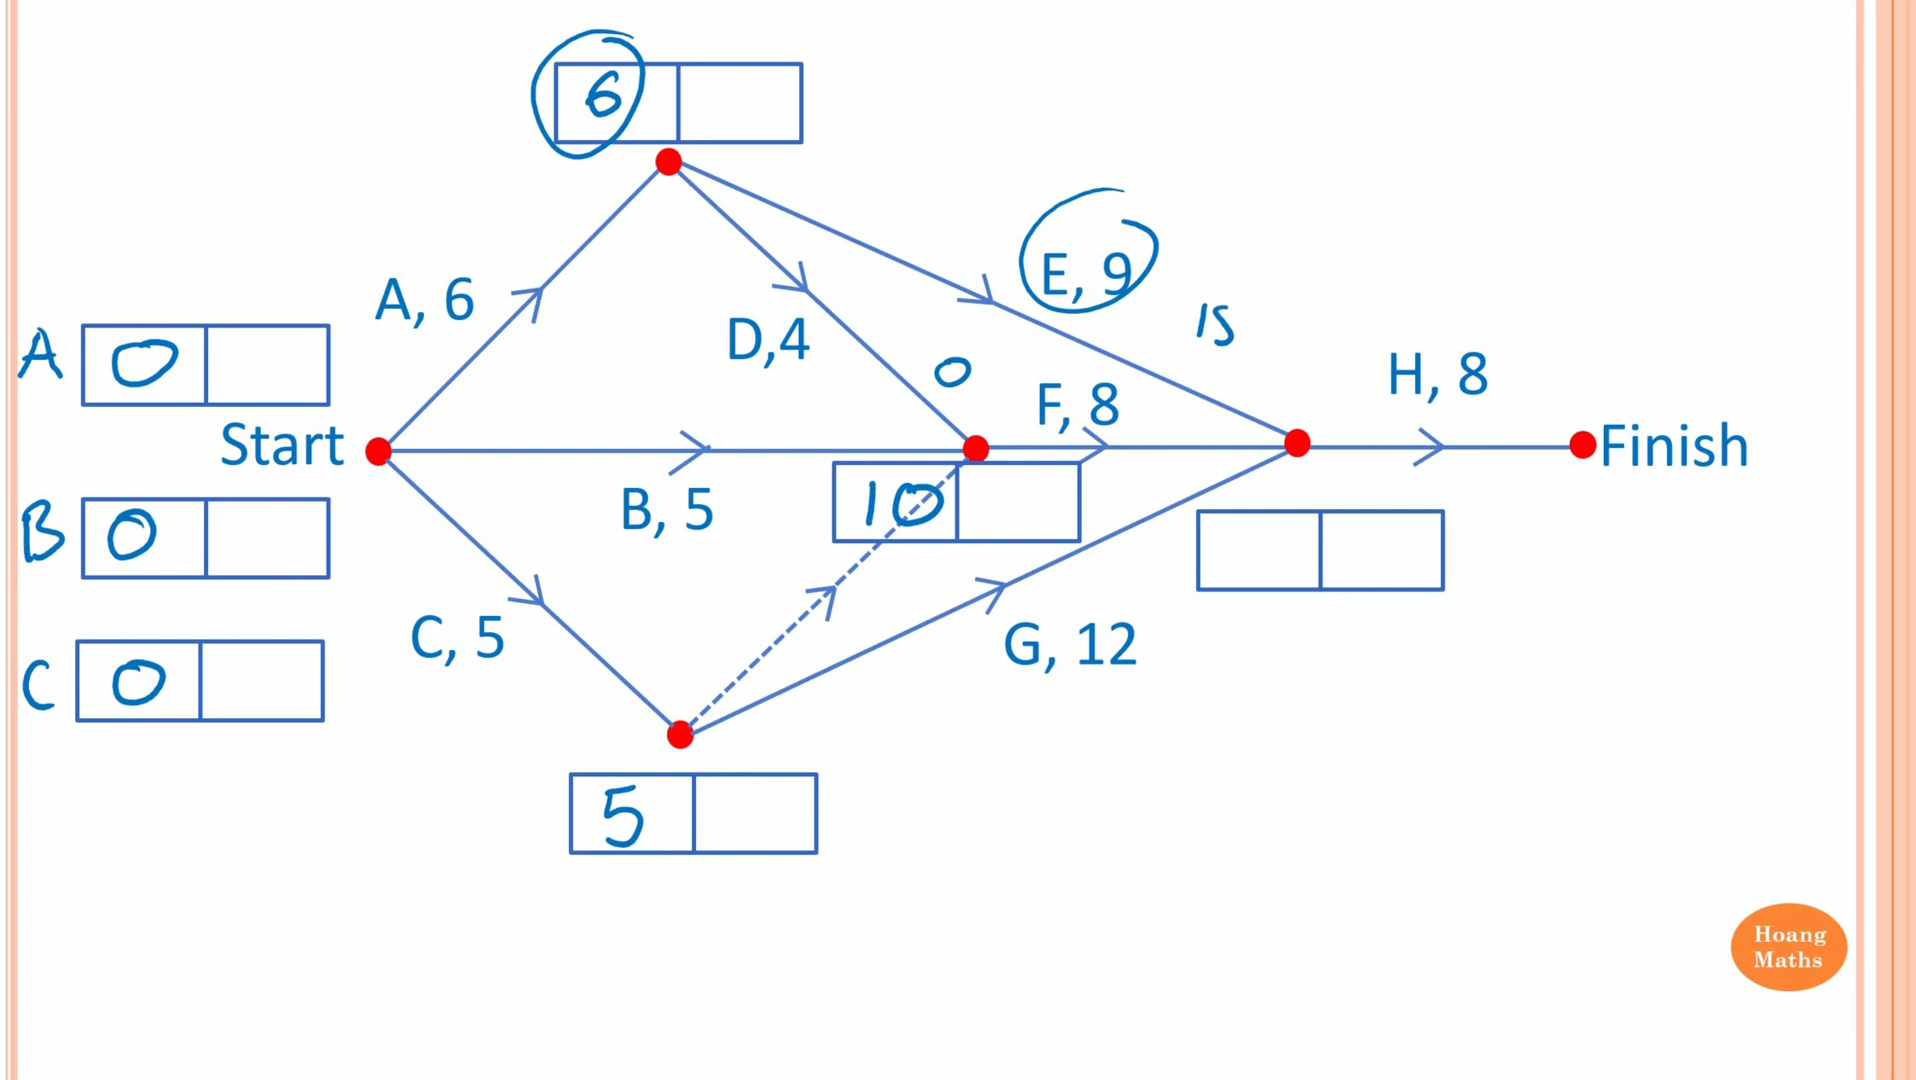 6
A, 6
E, 9
15
A 0
D,4
0
F, 8
H, 8
Start
Finish
B 0
B, 5
10
C, 5
G, 12
C 0
5
Hoang
Maths